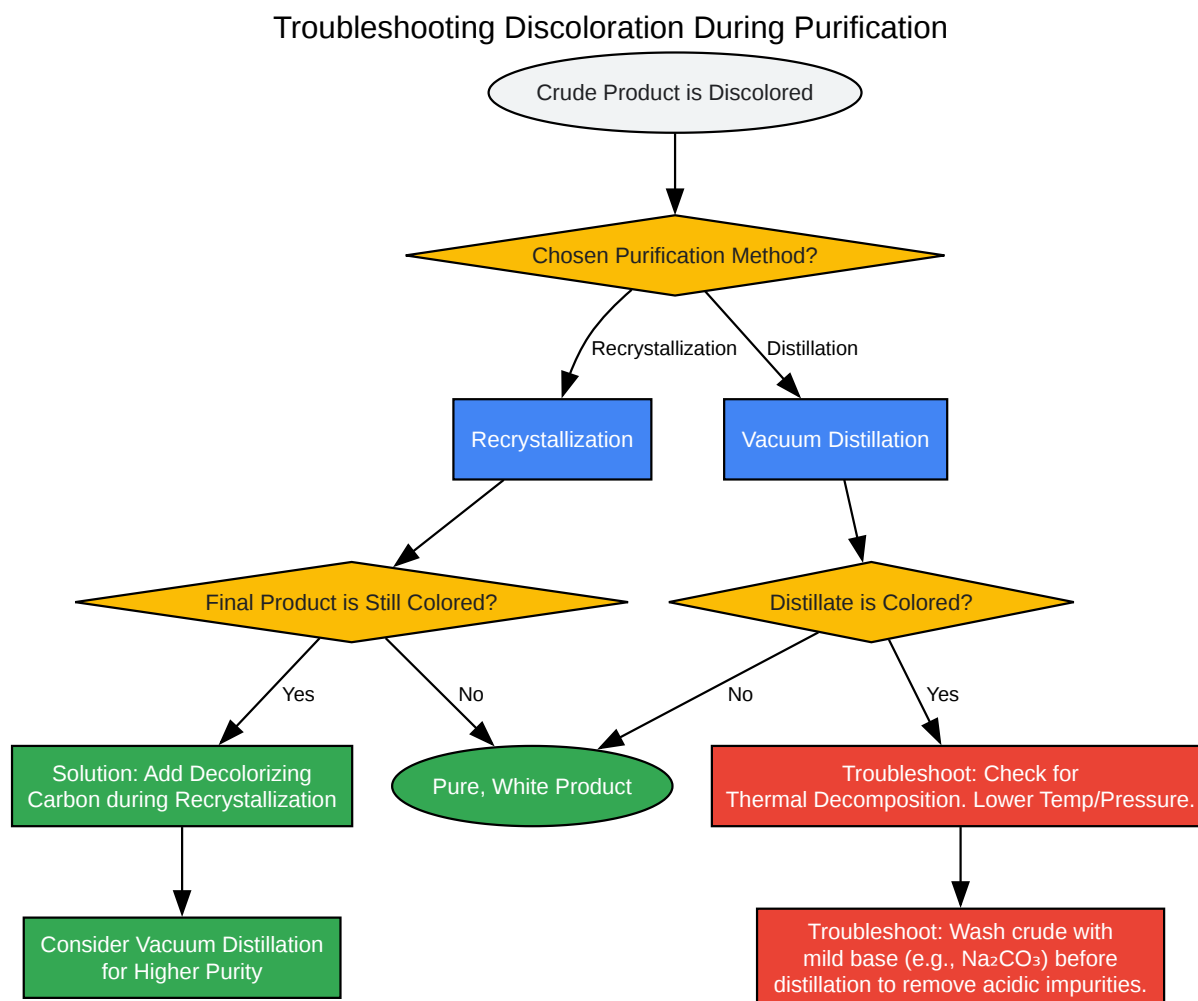 Troubleshooting Discoloration During Purification
Crude Product is Discolored
Chosen Purification Method?
Recrystallization
Distillation
Recrystallization
Vacuum Distillation
Final Product is Still Colored?
Distillate is Colored?
Yes
No
No
Yes
Solution: Add Decolorizing
Carbon during Recrystallization
Pure, White Product
Troubleshoot: Check for
Thermal Decomposition. Lower Temp/Pressure.
Consider Vacuum Distillation
for Higher Purity
Troubleshoot: Wash crude with
mild base (e.g., Na₂CO₃) before
distillation to remove acidic impurities.